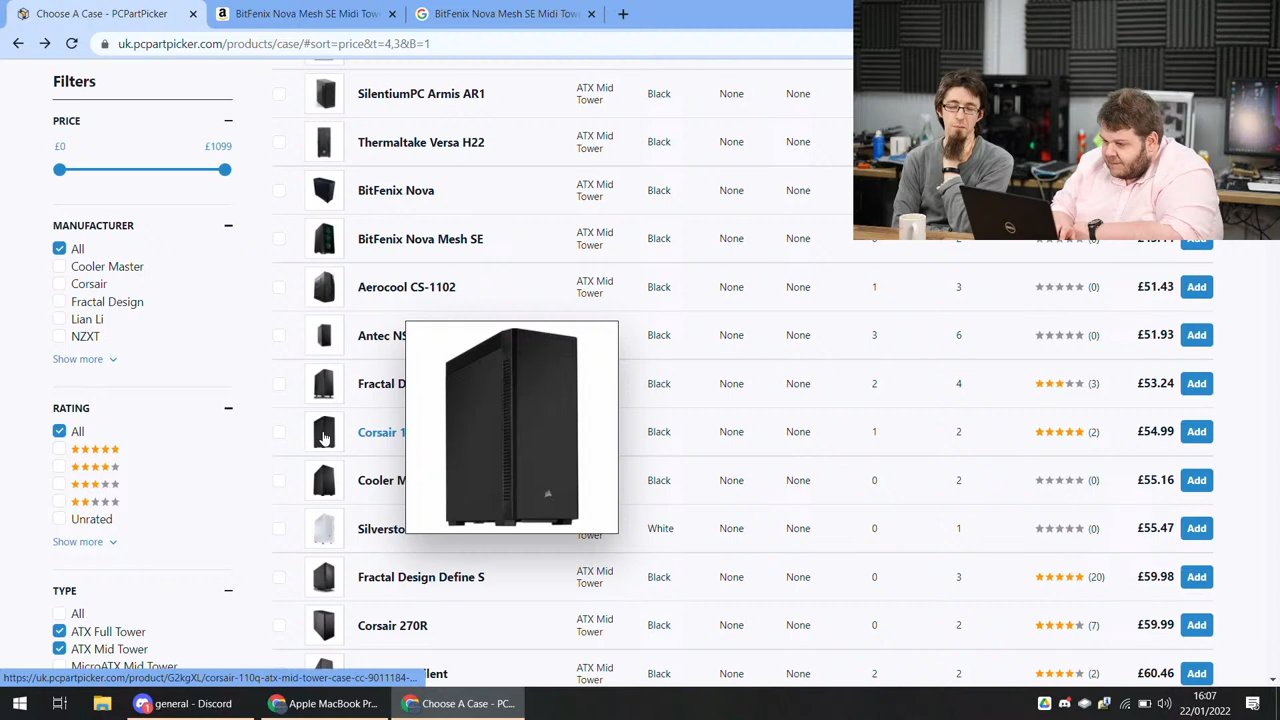 Choose A Case - PCPartPicker
BitFenix Nova Mesh SE Midi Tow
BitFenix Nova Mesh SE Midi Tow
uk.pcpartpicker.com/products/case/#sort=price&t=4,3&B=1
Filters
PRICE
£0 £1099
MANUFACTURER
All
Cooler Master
Corsair
Fractal Design
Lian Li
NZXT
Show more
RATING
All
Unrated
Show more
TYPE
All
ATX Full Tower
ATX Mid Tower
MicroATX Mid Tower
SilentiumPC Armis AR1 ATX Mid Tower Black None None
Thermaltake Versa H22 ATX Mid Tower Black None None
BitFenix Nova ATX Mid Tower Black None None
BitFenix Nova Mesh SE ATX Mid Tower Black None None
Aerocool CS-1102 ATX Mid Tower Black None None 1 3 (0) £51.43 Add
Antec NS Black None None 3 6 (0) £51.93 Add
Fractal D Black None None 2 4 (3) £53.24 Add
Corsair 1 Black None None 1 2 (2) £54.99 Add
Cooler M Black None None 0 2 (0) £55.16 Add
Silversto Tower White None None 0 1 (0) £55.47 Add
Fractal Design Define S ATX Mid Tower Black None None 0 3 (20) £59.98 Add
Corsair 270R ATX Mid Tower Black None None 0 2 (7) £59.99 Add
lent ATX Mid Tower Black None None 2 2 (2) £60.46 Add
https://uk.pcpartpicker.com/product/G2kgXL/corsair-110q-atx-mid-tower-case-cc-9011184-...
general - Discord
Apple MacBoo
Choose A Case - PC...
16:07
22/01/2022
DELL